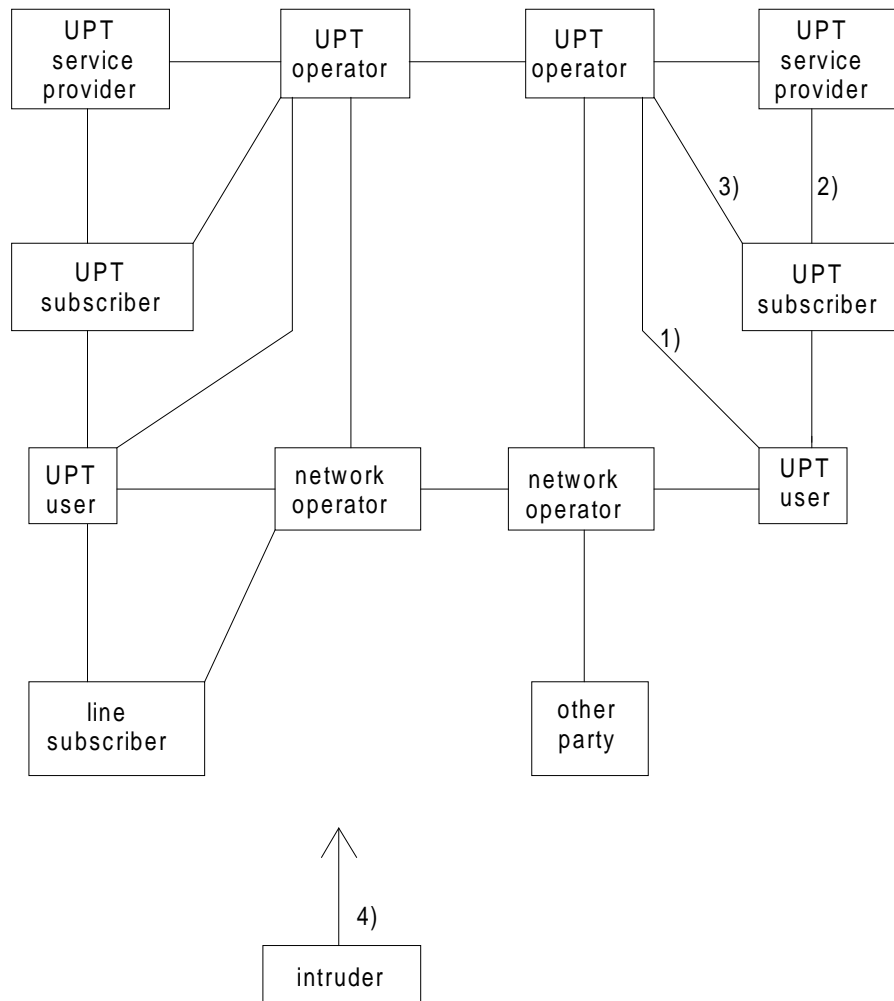 UPT
service
provider
UPT
operator
UPT
operator
UPT
service
provider
3)
2)
UPT
subscriber
UPT
subscriber
1)
UPT
user
network
operator
network
operator
UPT
user
line
subscriber
other
party
4)
intruder